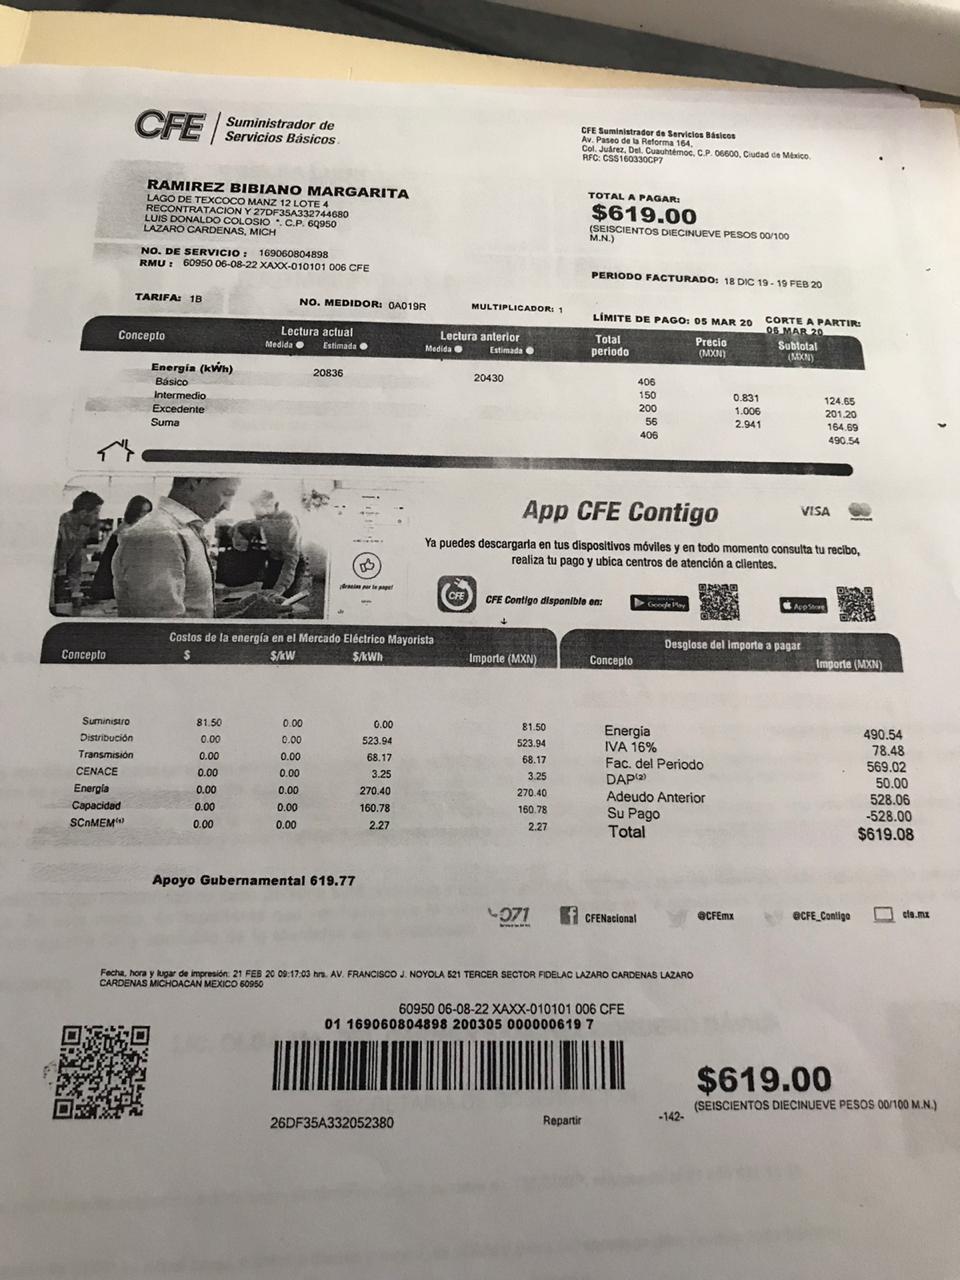 CFE Suministrador de
Servicios Básicos.
CFE Suministrador de Servicios Básicos
Av. Paseo de la Reforma 164,
Col. Juárez, Del. Cuauhtémoc, C.P. 06600, Ciudad de México.
RFC: CSS160330CP7
RAMIREZ BIBIANO MARGARITA
LAGO DE TEXCOCO MANZ 12 LOTE 4
RECONTRATACION Y 27DF35A332744680
LUIS DONALDO COLOSIO *. C.P. 60950
LAZARO CARDENAS, MICH
TOTAL A PAGAR:
$619.00
(SEISCIENTOS DIECINUEVE PESOS 00/100
M.N.)
NO. DE SERVICIO : 169060804898
RMU : 60950 06-08-22 XAXX-010101 006 CFE
PERIODO FACTURADO: 18 DIC 19 - 19 FEB 20
TARIFA: 1B NO. MEDIDOR: 0A019R MULTIPLICADOR: 1
LÍMITE DE PAGO: 05 MAR 20 CORTE A PARTIR:
06 MAR 20
Concepto Lectura actual Lectura anterior Total periodo Precio (MXN) Subtotal (MXN)
Medida Estimada Medida Estimada
Energía (kWh) 20836 20430 406
Básico 150 0.831 124.65
Intermedio 200 1.006 201.20
Excedente 56 2.941 164.69
Suma 406 490.54
App CFE Contigo VISA
Ya puedes descargarla en tus dispositivos móviles y en todo momento consulta tu recibo,
realiza tu pago y ubica centros de atención a clientes.
¡Gracias por tu pago!
CFE CFE Contigo disponible en: Google Play App Store
Costos de la energía en el Mercado Eléctrico Mayorista
Concepto $ $/kW $/kWh Importe (MXN)
Suministro 81.50 0.00 0.00 81.50
Distribución 0.00 0.00 523.94 523.94
Transmisión 0.00 0.00 68.17 68.17
CENACE 0.00 0.00 3.25 3.25
Energía 0.00 0.00 270.40 270.40
Capacidad 0.00 0.00 160.78 160.78
SCnMEM(1) 0.00 0.00 2.27 2.27
Desglose del importe a pagar
Concepto Importe (MXN)
Energía 490.54
IVA 16% 78.48
Fac. del Periodo 569.02
DAP(2) 50.00
Adeudo Anterior 528.06
Su Pago -528.00
Total $619.08
Apoyo Gubernamental 619.77
071 CFENacional @CFEmx @CFE_Contigo cfe.mx
Fecha, hora y lugar de impresión: 21 FEB 20 09:17:03 hrs. AV. FRANCISCO J. NOYOLA 521 TERCER SECTOR FIDELAC LAZARO CARDENAS LAZARO
CARDENAS MICHOACAN MEXICO 60950
60950 06-08-22 XAXX-010101 006 CFE
01 169060804898 200305 000000619 7
$619.00
(SEISCIENTOS DIECINUEVE PESOS 00/100 M.N.)
26DF35A332052380 Repartir -142-